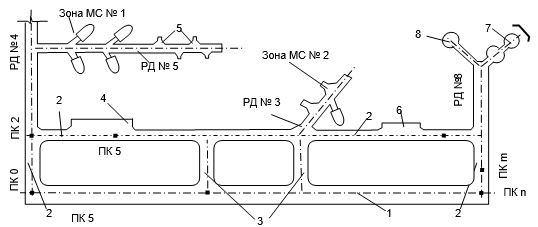 Зона МС № 1
5
7
8
РД № 4
РД № 5
Зона МС № 2
РД № 3
РД №8
2
4
2
6
ПК 2
ПК 5
ПК 0
ПК m
ПК n
2
ПК 5
3
1
2